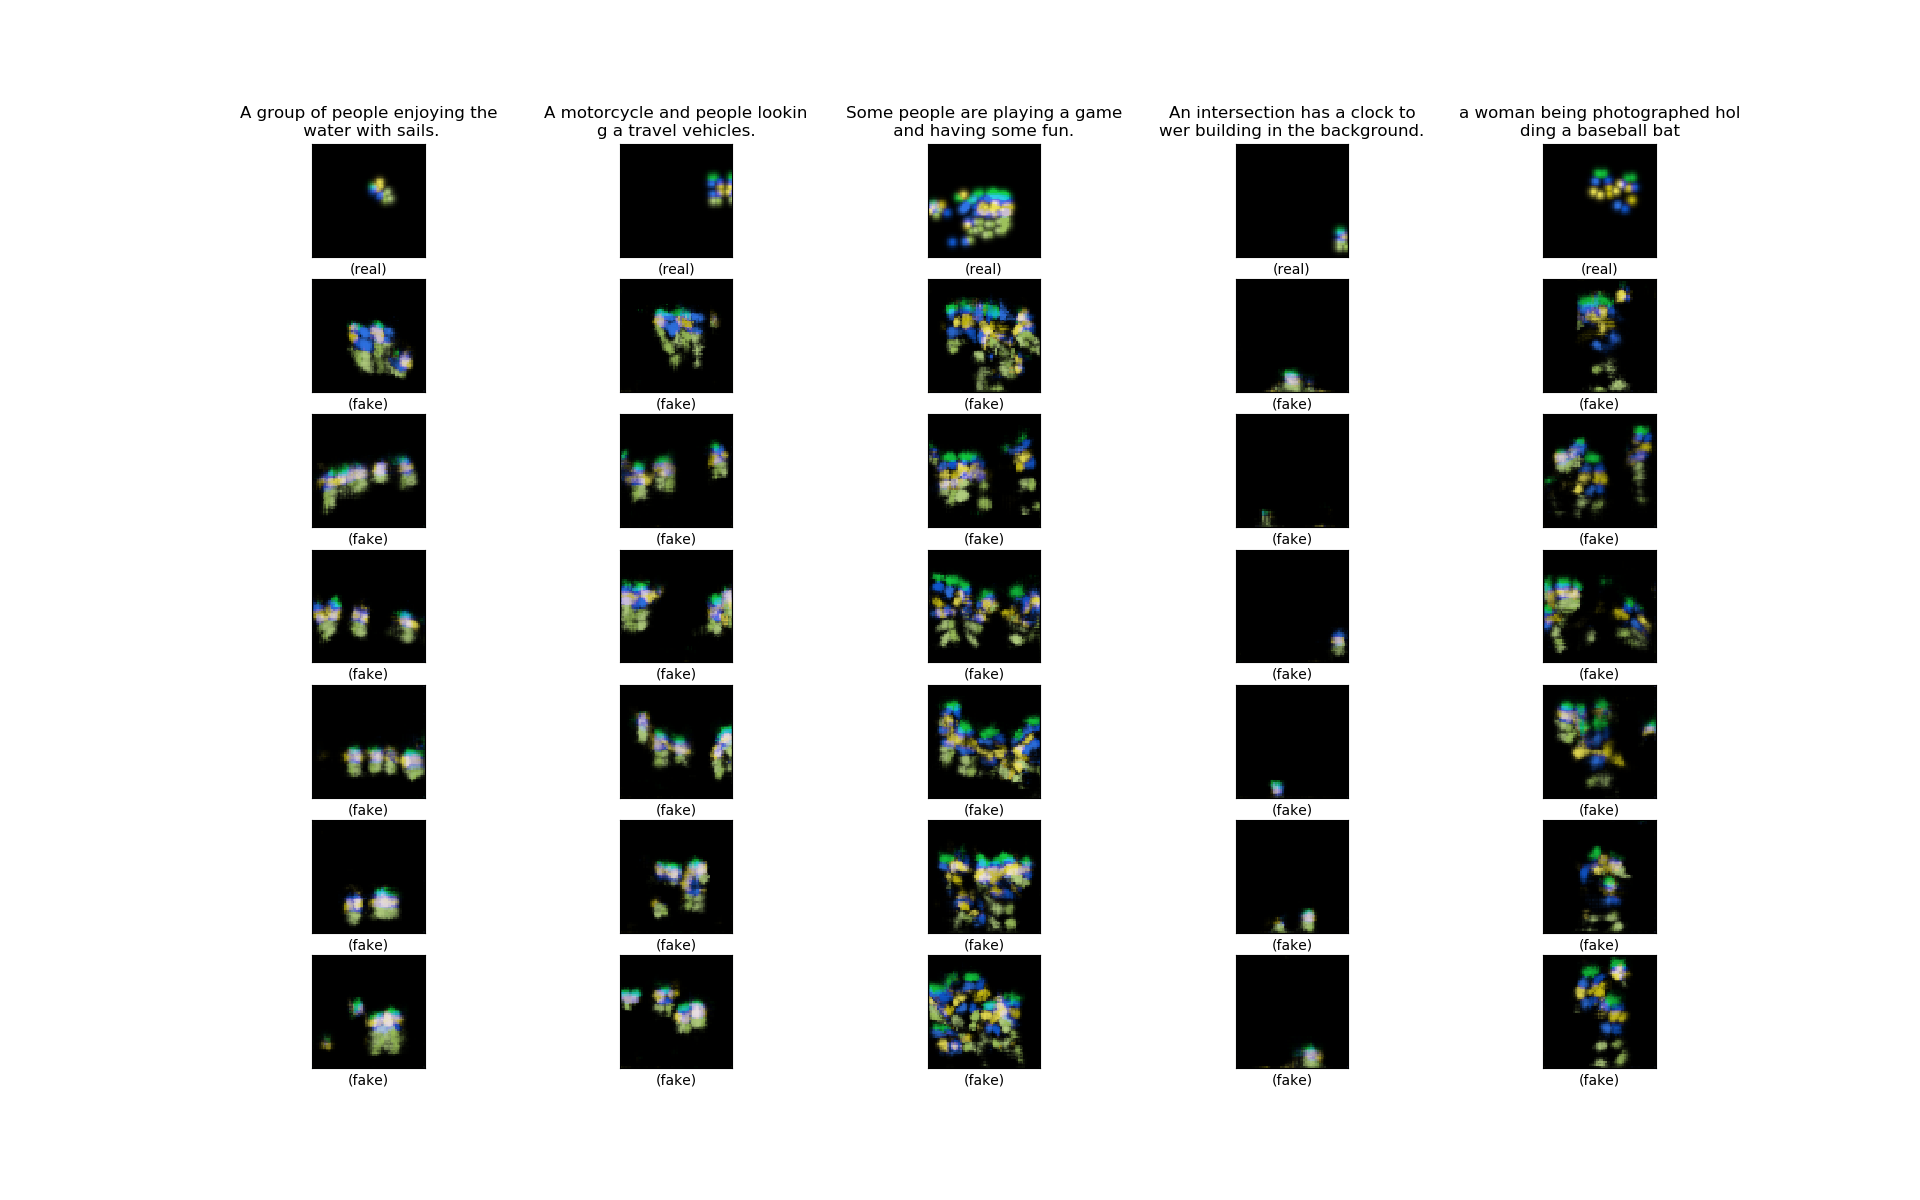 A group of people enjoying the
water with sails.
A motorcycle and people lookin
g a travel vehicles.
Some people are playing a game
and having some fun.
An intersection has a clock to
wer building in the background.
a woman being photographed hol
ding a baseball bat
(real) (real) (real) (real) (real)
(fake) (fake) (fake) (fake) (fake)
(fake) (fake) (fake) (fake) (fake)
(fake) (fake) (fake) (fake) (fake)
(fake) (fake) (fake) (fake) (fake)
(fake) (fake) (fake) (fake) (fake)
(fake) (fake) (fake) (fake) (fake)